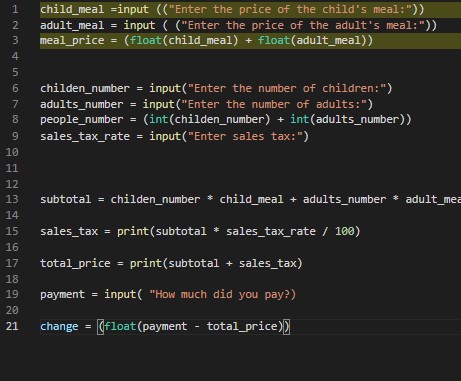 1 child_meal =input (("Enter the price of the child's meal:"))
2 adult_meal = input ( ("Enter the price of the adult's meal:"))
3 meal_price = (float(child_meal) + float(adult_meal))
4
5
6 childen_number = input("Enter the number of children:")
7 adults_number = input("Enter the number of adults:")
8 people_number = (int(childen_number) + int(adults_number))
9 sales_tax_rate = input("Enter sales tax:")
10
11
12
13 subtotal = childen_number * child_meal + adults_number * adult_mea
14
15 sales_tax = print(subtotal * sales_tax_rate / 100)
16
17 total_price = print(subtotal + sales_tax)
18
19 payment = input( "How much did you pay?)
20
21 change = (float(payment - total_price))